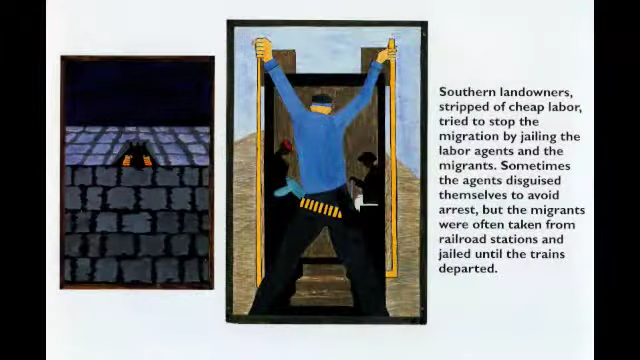 Southern landowners,
stripped of cheap labor,
tried to stop the
migration by jailing the
labor agents and the
migrants. Sometimes
the agents disguised
themselves to avoid
arrest, but the migrants
were often taken from
railroad stations and
jailed until the trains
departed.